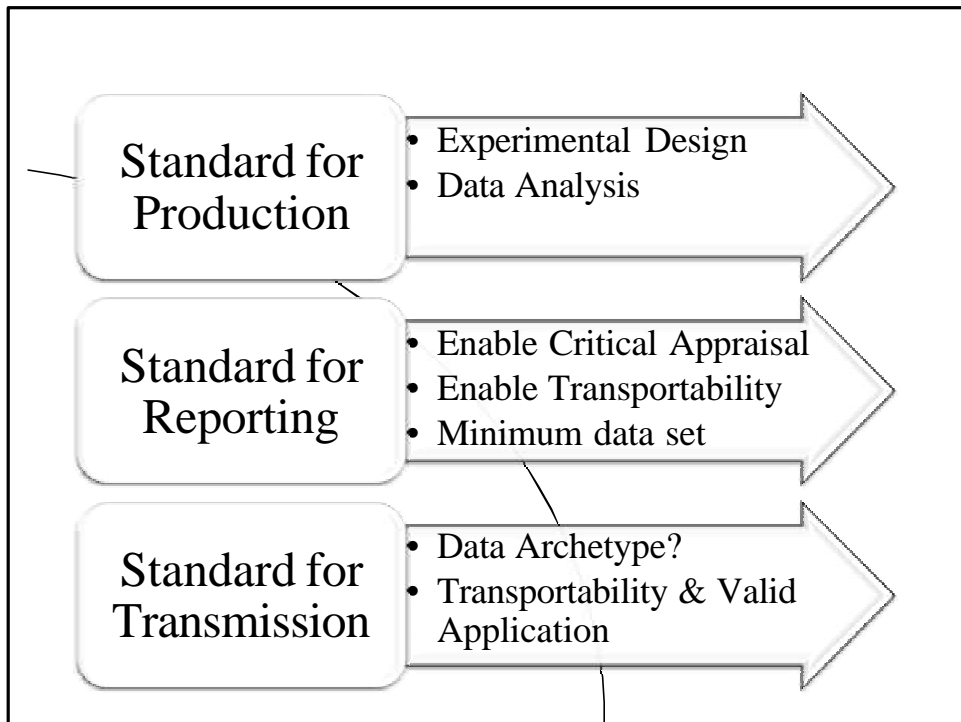 Standard for
Production
• Experimental Design
• Data Analysis
Standard for
Reporting
• Enable Critical Appraisal
• Enable Transportability
• Minimum data set
Standard for
Transmission
• Data Archetype?
• Transportability & Valid
Application